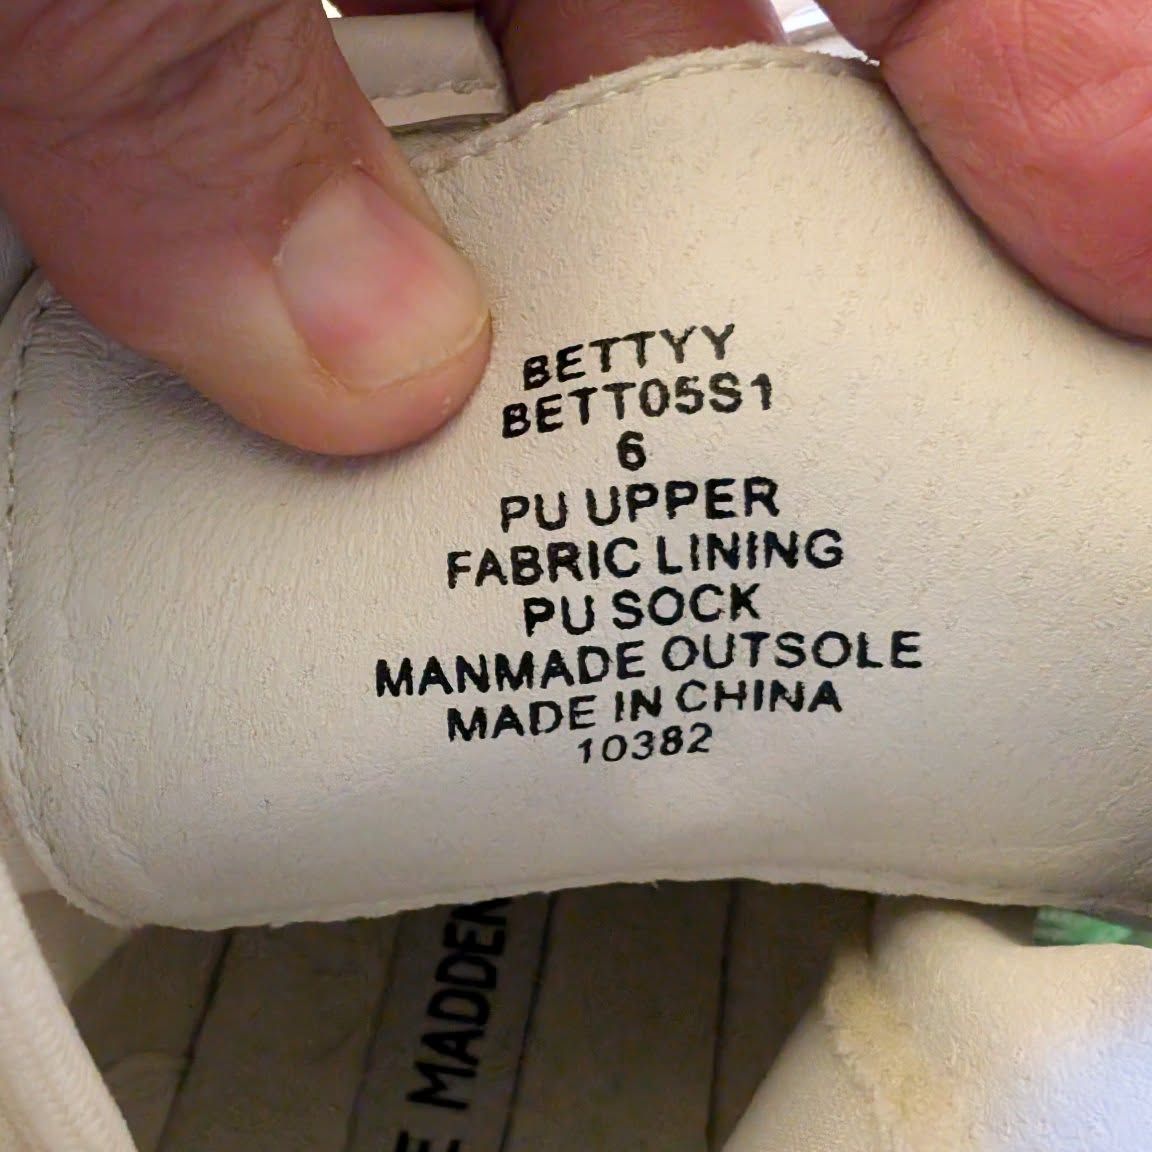 BETTYY
BETT05S1
6
PU UPPER
FABRIC LINING
PU SOCK
MANMADE OUTSOLE
MADE IN CHINA
10382
E MADDEN